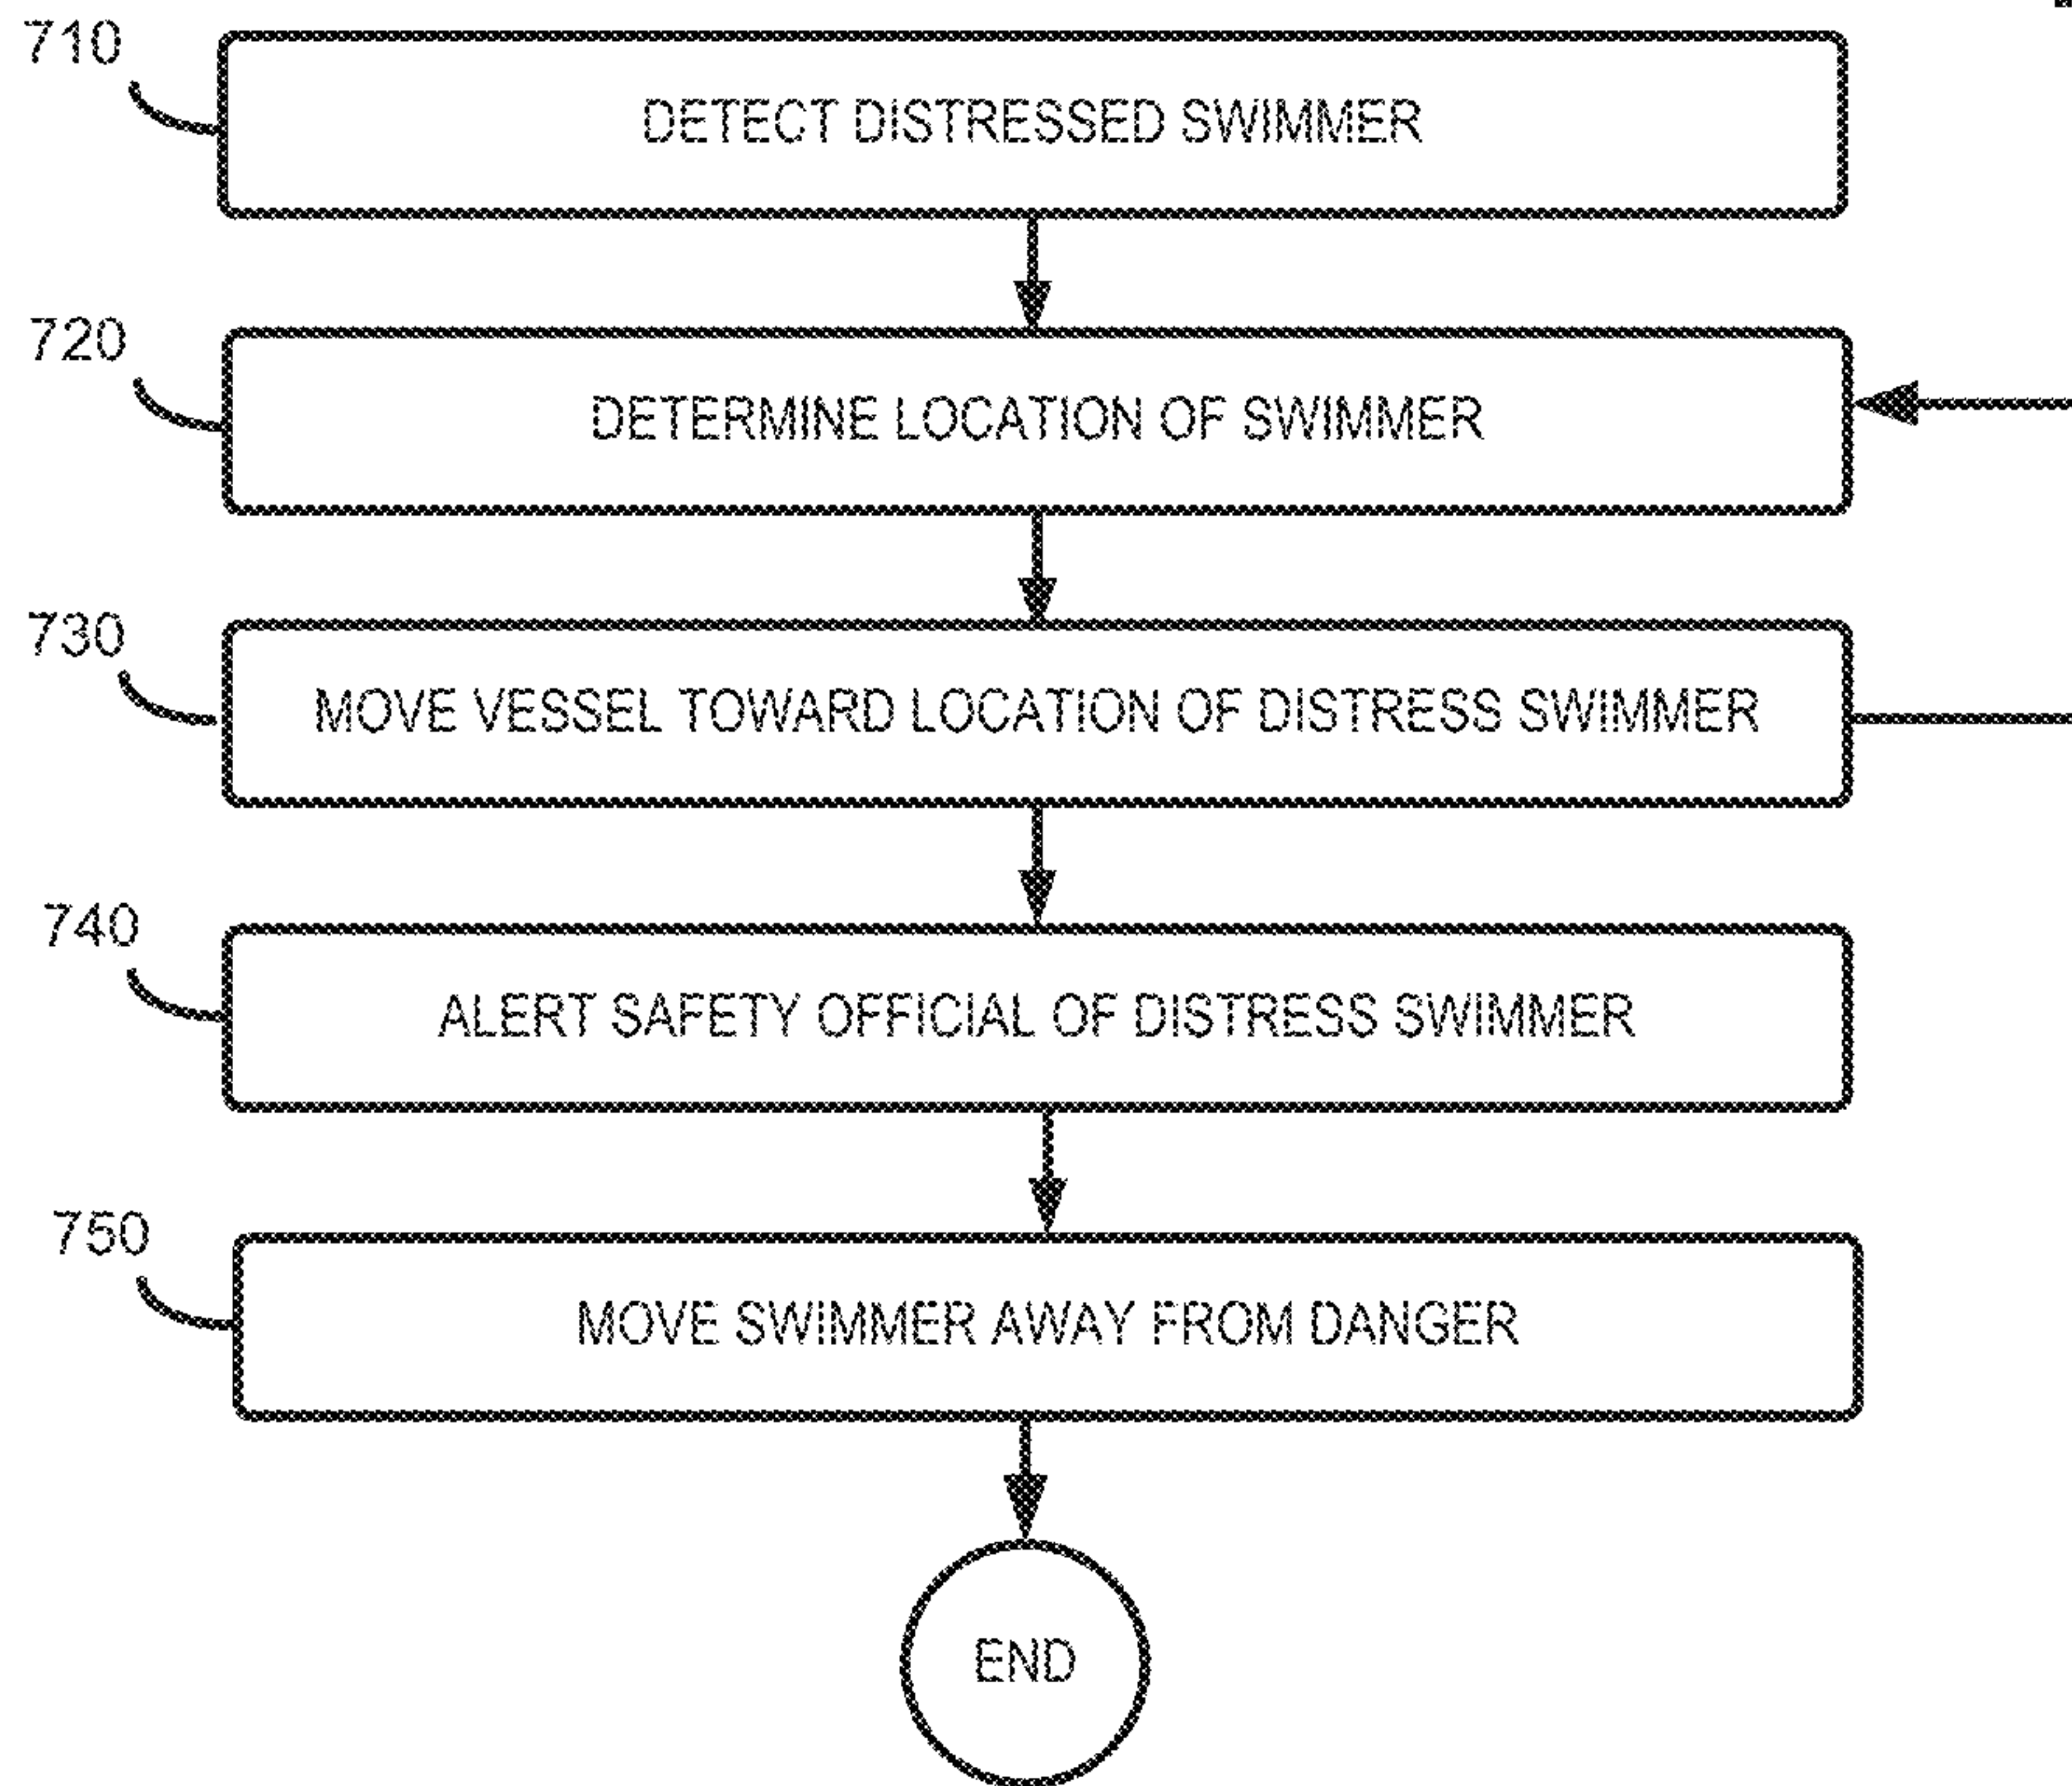 710
DETECT DISTRESSED SWIMMER
720
DETERMINE LOCATION OF SWIMMER
730
MOVE VESSEL TOWARD LOCATION OF DISTRESS SWIMMER
740
ALERT SAFETY OFFICIAL OF DISTRESS SWIMMER
750
MOVE SWIMMER AWAY FROM DANGER
END